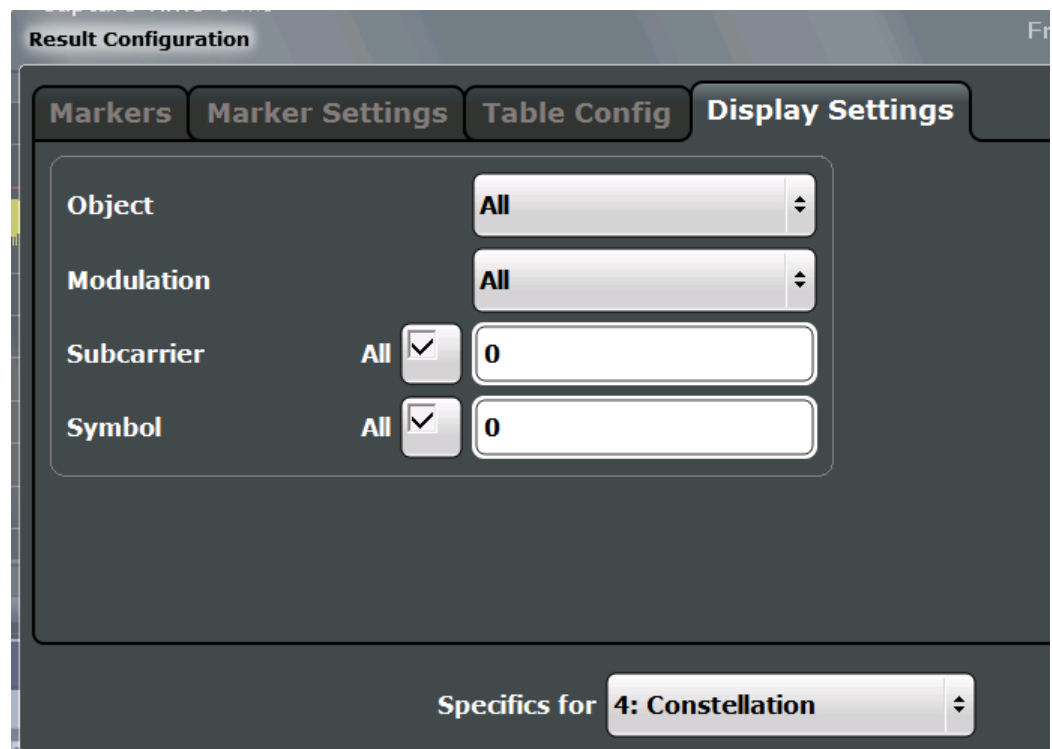 Result Configuration
Fr
Markers Marker Settings Table Config Display Settings
Object All
Modulation All
Subcarrier All 0
Symbol All 0
Specifics for 4: Constellation